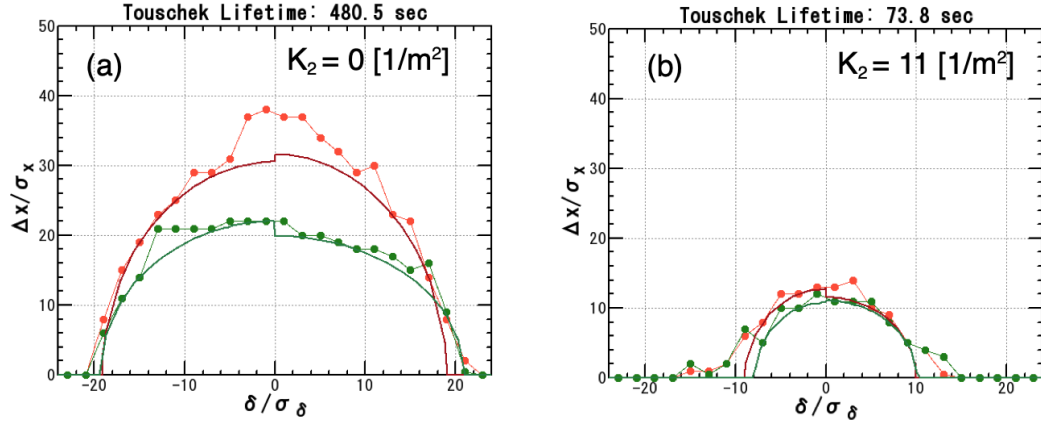 Touschek Lifetime: 480.5 sec
(a)
K₂ = 0 [1/m²]
50
40
30
20
10
0
Δx/σx
-20
-10
0
10
20
δ/σδ
Touschek Lifetime: 73.8 sec
(b)
K₂ = 11 [1/m²]
50
40
30
20
10
0
Δx/σx
-20
-10
0
10
20
δ/σδ